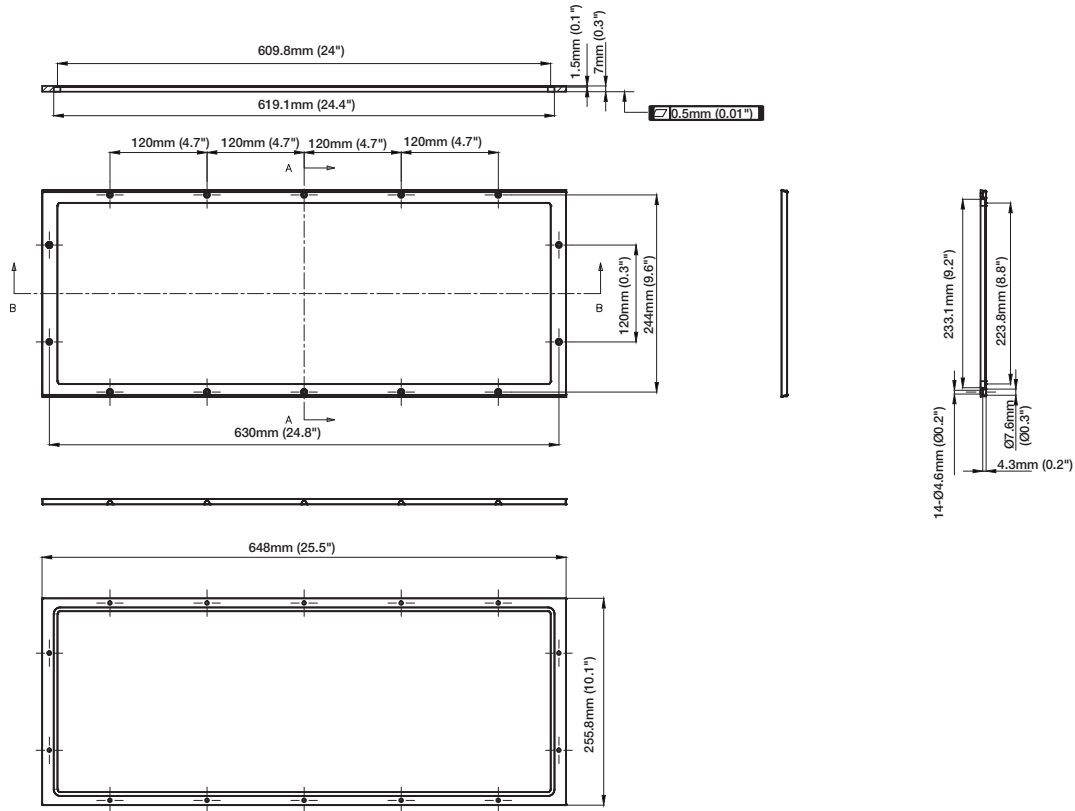 609.8mm (24")
1.5mm (0.1")
7mm (0.3")
619.1mm (24.4")
0.5mm (0.01")
120mm (4.7")
120mm (4.7")
120mm (4.7")
120mm (4.7")
A
B
B
120mm (0.3")
244mm (9.6")
233.1mm (9.2")
223.8mm (8.8")
A
630mm (24.8")
14-Ø4.6mm (Ø0.2")
Ø7.6mm
(Ø0.3")
4.3mm (0.2")
648mm (25.5")
255.8mm (10.1")